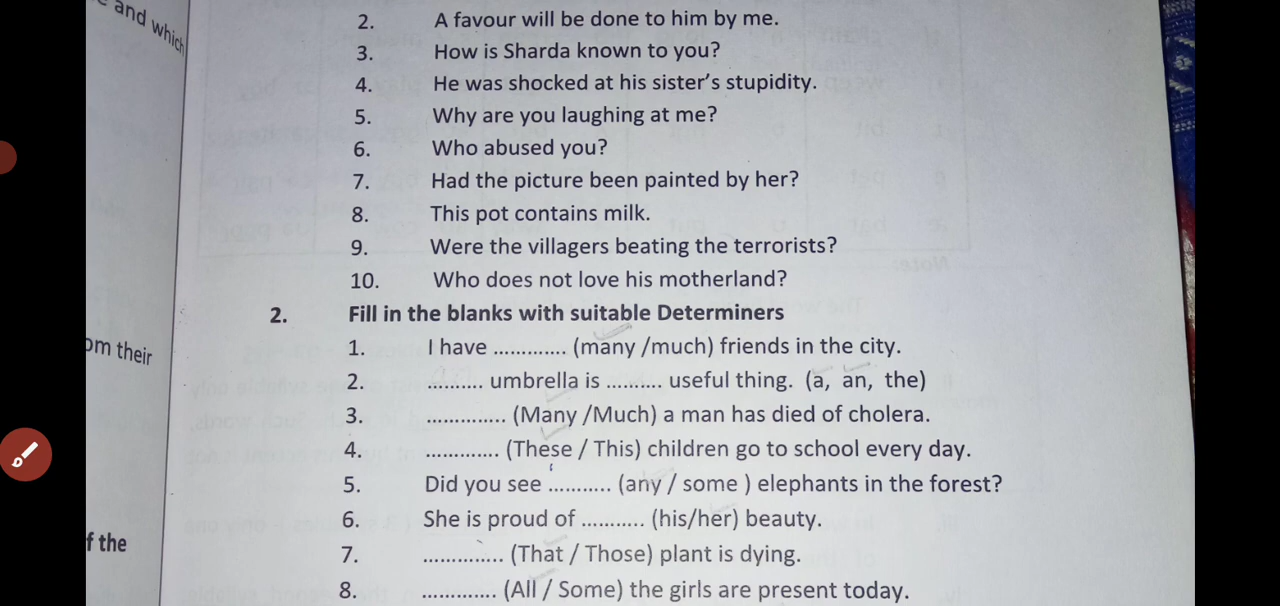 and which
2. A favour will be done to him by me.
3. How is Sharda known to you?
4. He was shocked at his sister's stupidity.
5. Why are you laughing at me?
6. Who abused you?
7. Had the picture been painted by her?
8. This pot contains milk.
9. Were the villagers beating the terrorists?
10. Who does not love his motherland?
2. Fill in the blanks with suitable Determiners
om their
1. I have ............. (many /much) friends in the city.
2. .......... umbrella is ......... useful thing. (a, an, the)
3. ............. (Many /Much) a man has died of cholera.
4. ............ (These / This) children go to school every day.
5. Did you see .......... (any / some ) elephants in the forest?
6. She is proud of .......... (his/her) beauty.
f the
7. ............. (That / Those) plant is dying.
8. ............ (All / Some) the girls are present today.